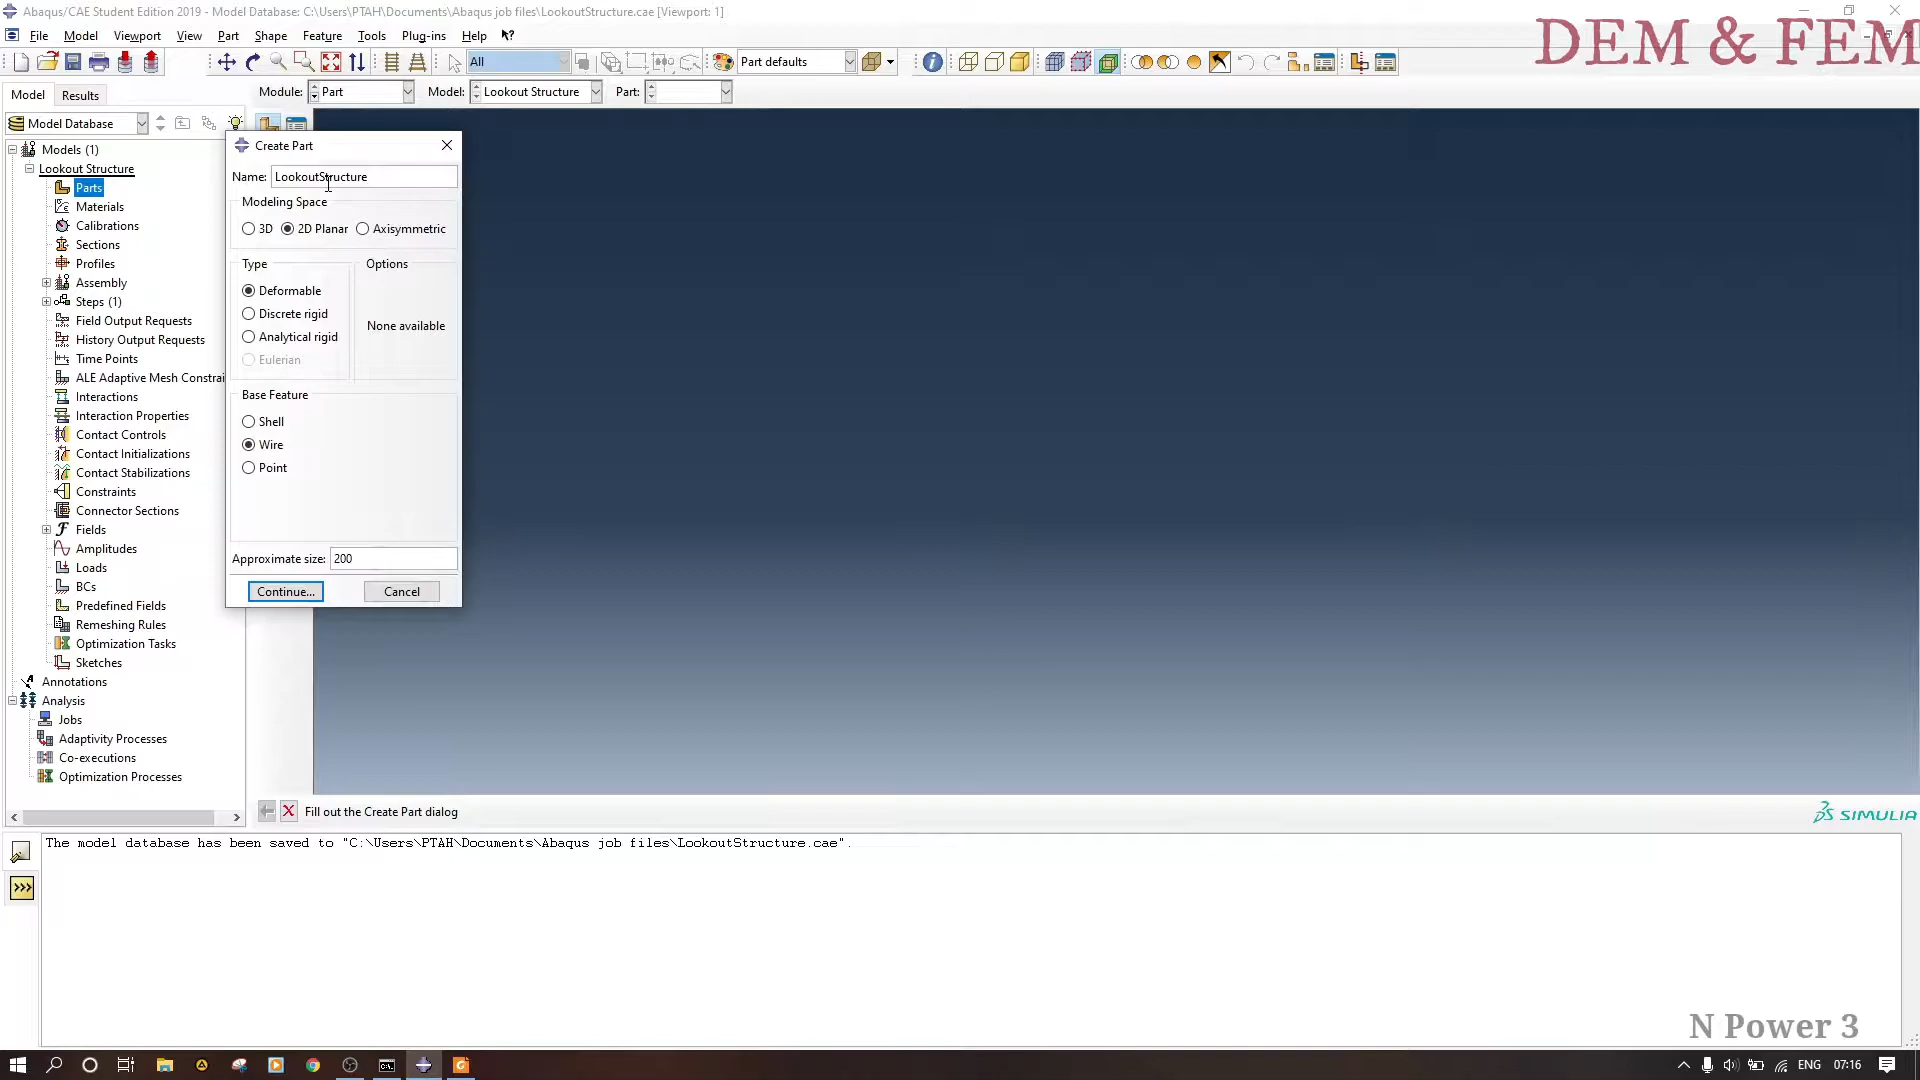 Abaqus/CAE Student Edition 2019 - Model Database: C:\Users\PTAH\Documents\Abaqus job files\LookoutStructure.cae [Viewport: 1]
DEM & FEM
File Model Viewport View Part Shape Feature Tools Plug-ins Help
All
Part defaults
Model Results
Module: Part Model: Lookout Structure Part:
Model Database
Models (1)
Lookout Structure
Parts
Materials
Calibrations
Sections
Profiles
Assembly
Steps (1)
Field Output Requests
History Output Requests
Time Points
ALE Adaptive Mesh Constrai
Interactions
Interaction Properties
Contact Controls
Contact Initializations
Contact Stabilizations
Constraints
Connector Sections
Fields
Amplitudes
Loads
BCs
Predefined Fields
Remeshing Rules
Optimization Tasks
Sketches
Annotations
Analysis
Jobs
Adaptivity Processes
Co-executions
Optimization Processes
Create Part
Name: LookoutStructure
Modeling Space
3D 2D Planar Axisymmetric
Type
Options
Deformable
Discrete rigid
Analytical rigid
Eulerian
None available
Base Feature
Shell
Wire
Point
Approximate size: 200
Continue... Cancel
Fill out the Create Part dialog
SIMULIA
The model database has been saved to "C:\Users\PTAH\Documents\Abaqus job files\LookoutStructure.cae".
>>>
N Power 3
ENG 07:16